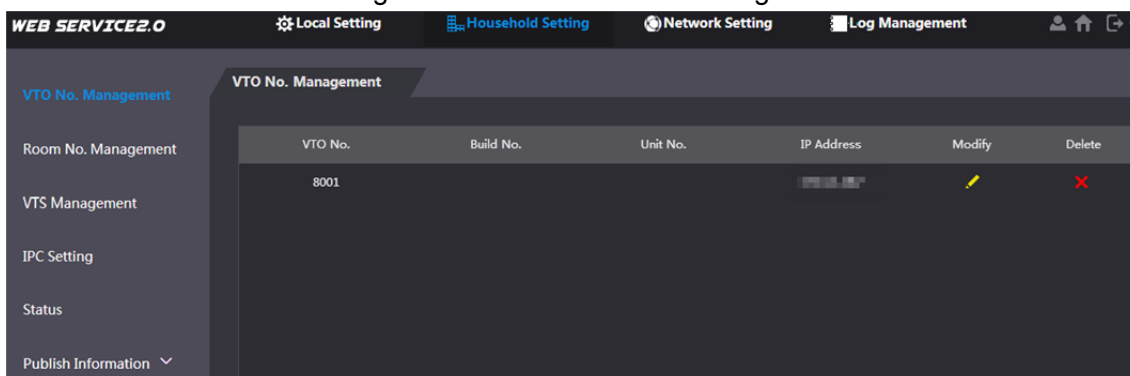 WEB SERVICE2.0 Local Setting Household Setting Network Setting Log Management
VTO No. Management
VTO No. Management
Room No. Management
VTS Management
IPC Setting
Status
Publish Information
VTO No. Build No. Unit No. IP Address Modify Delete
8001